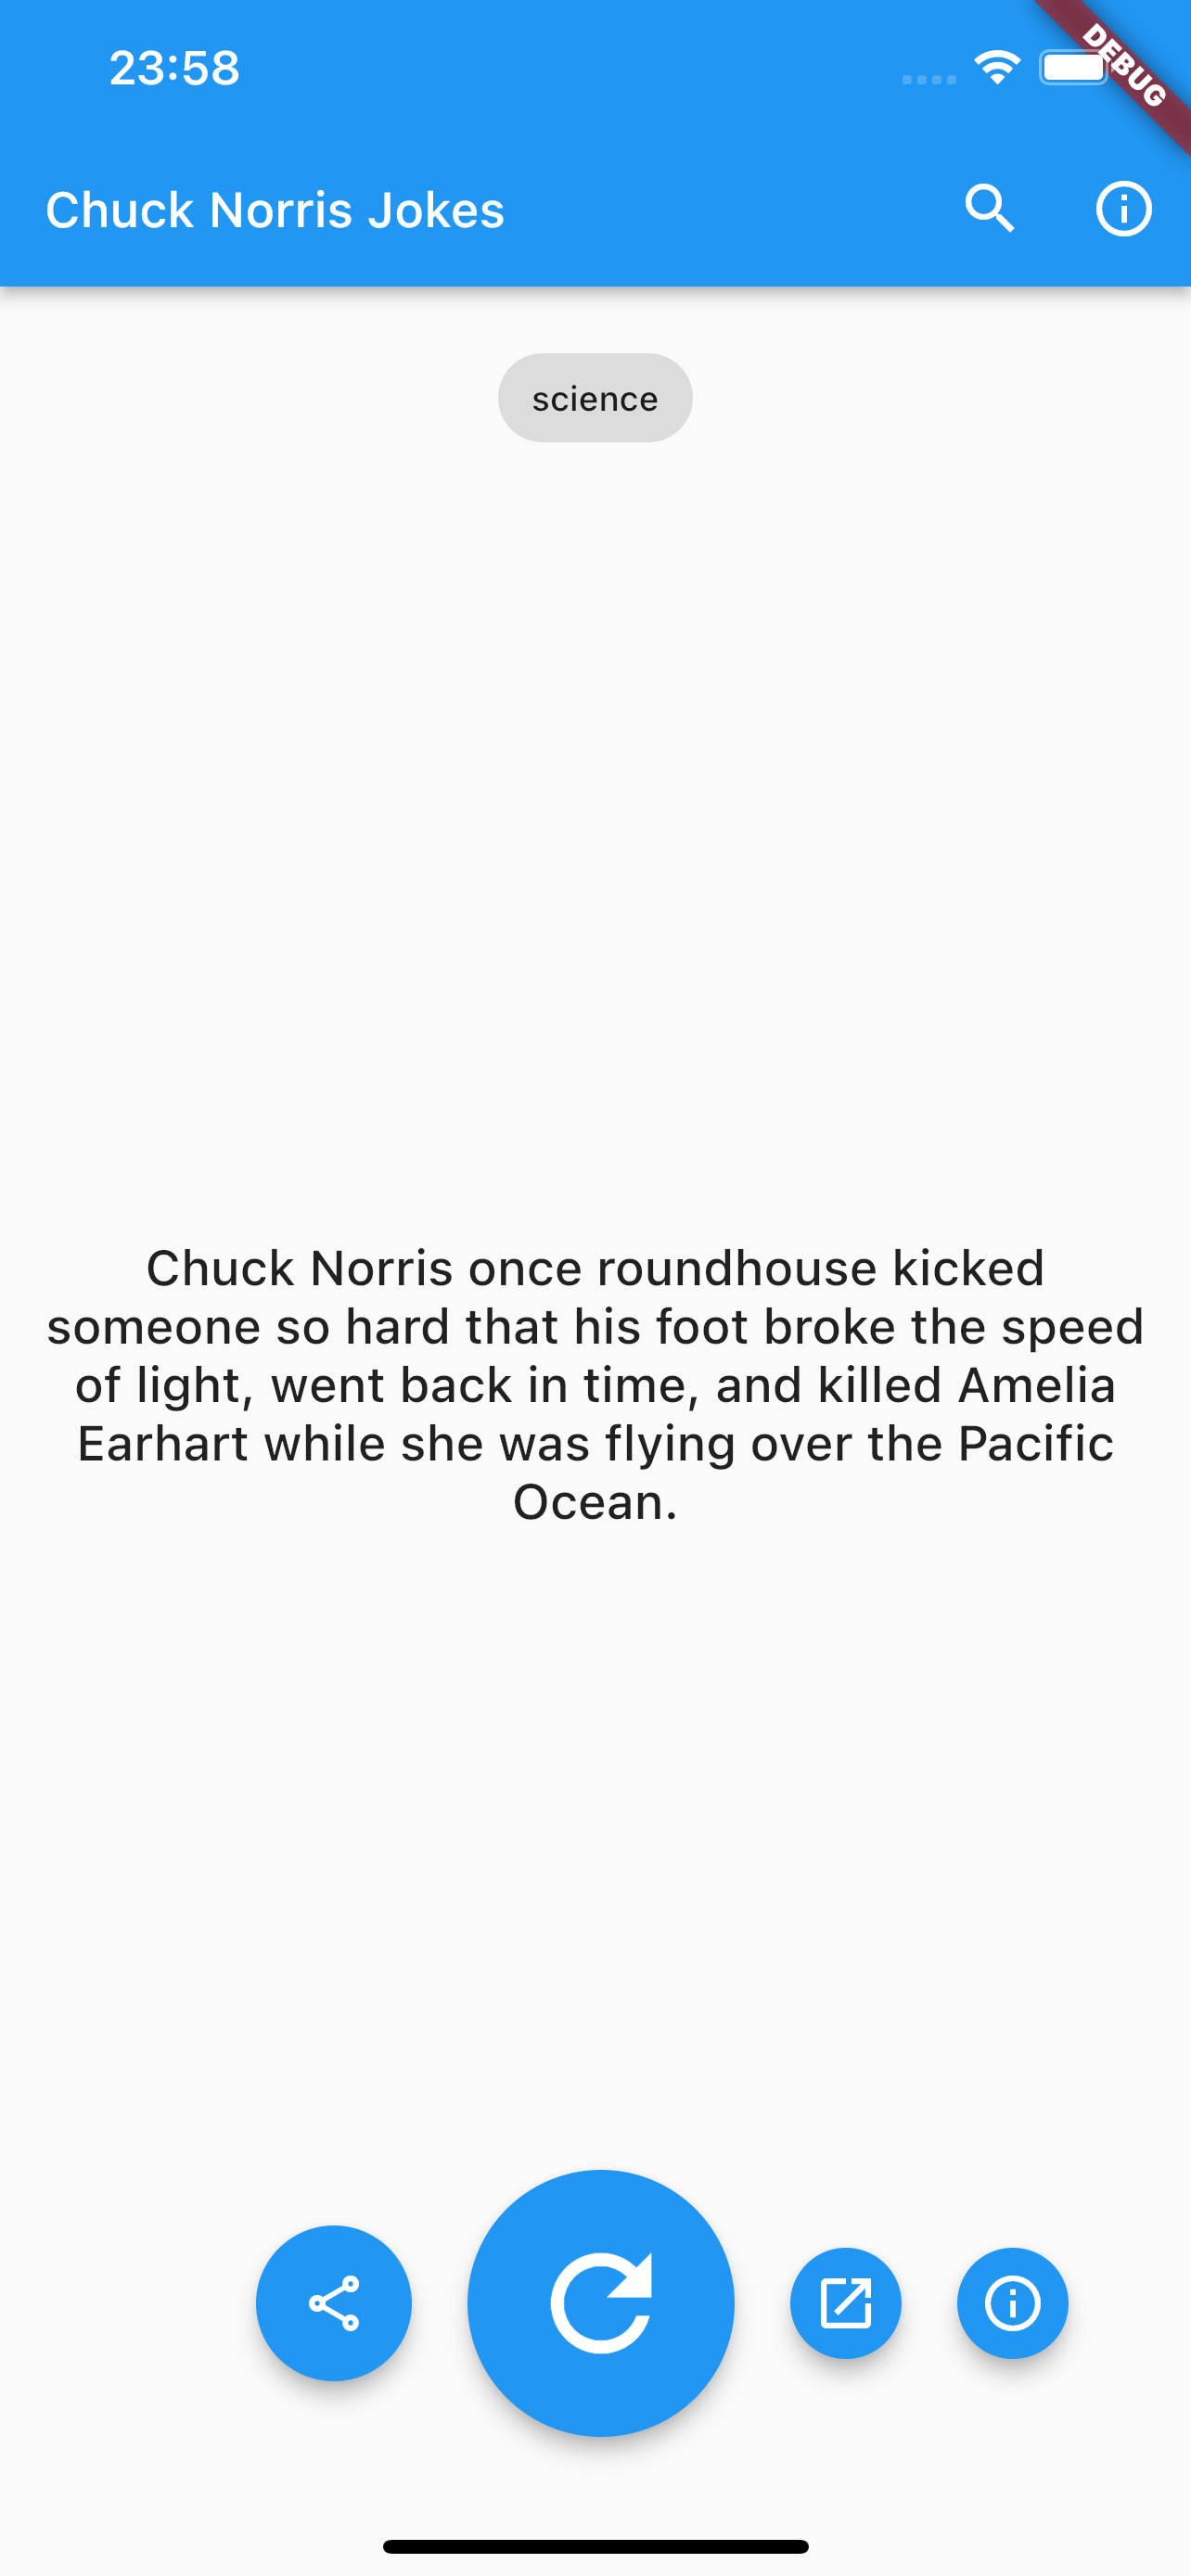 23:58
DEBUG
Chuck Norris Jokes
science
Chuck Norris once roundhouse kicked
someone so hard that his foot broke the speed
of light, went back in time, and killed Amelia
Earhart while she was flying over the Pacific
Ocean.